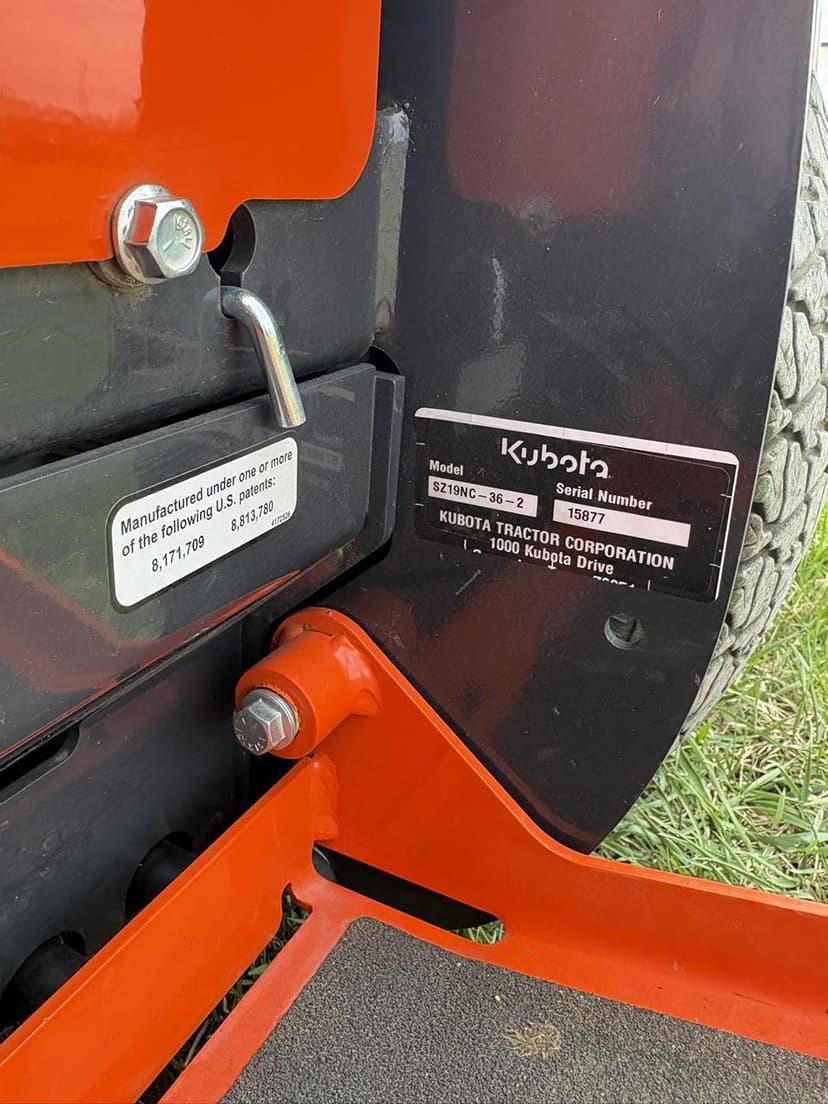 Manufactured under one or more
of the following U.S. patents:
8,171,709 8,813,780
4172526
Kubota
Model Serial Number
SZ19NC-36-2 15877
KUBOTA TRACTOR CORPORATION
1000 Kubota Drive